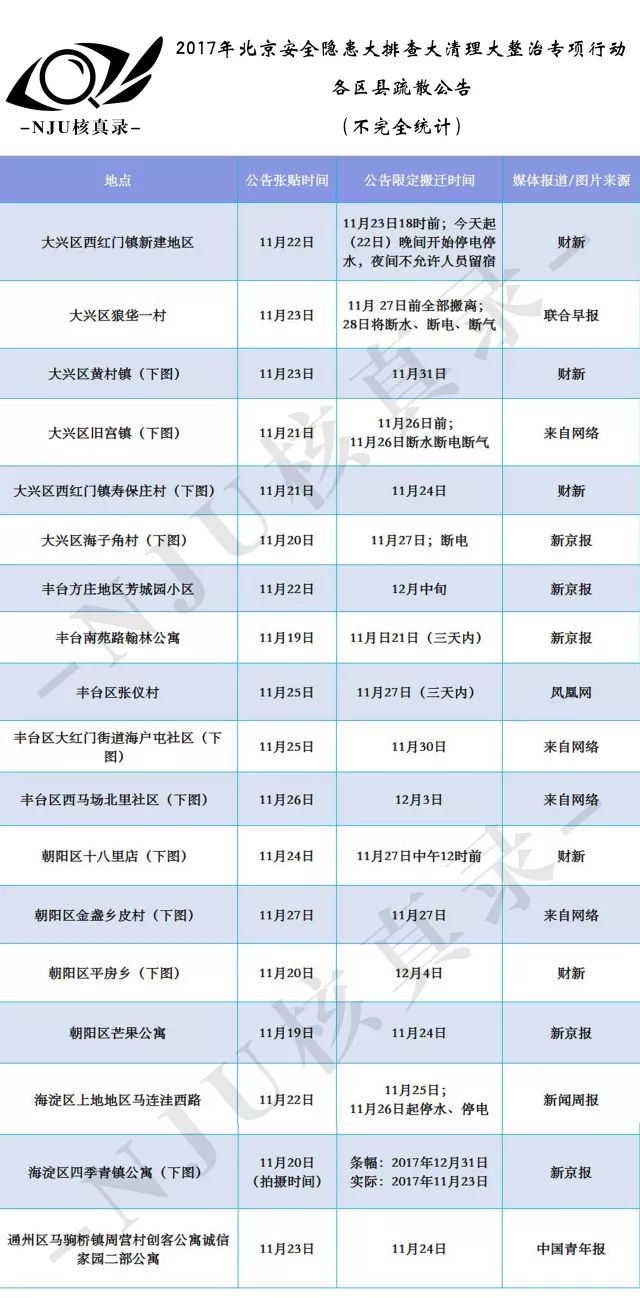 2017年北京安全隐患大排查大清理大整治专项行动
各区县疏散公告
（不完全统计）
-NJU核真录-
地点 公告张贴时间 公告限定搬迁时间 媒体报道/图片来源
大兴区西红门镇新建地区 11月22日 11月23日18时前；今天起
（22日）晚间开始停电停
水，夜间不允许人员留宿 财新
大兴区狼垡一村 11月23日 11月 27日前全部搬离；
28日将断水、断电、断气 联合早报
大兴区黄村镇（下图） 11月23日 11月31日 财新
大兴区旧宫镇（下图） 11月21日 11月26日前；
11月26日断水断电断气 来自网络
大兴区西红门镇寿保庄村（下图） 11月21日 11月24日 财新
大兴区海子角村（下图） 11月20日 11月27日；断电 新京报
丰台方庄地区芳城园小区 11月22日 12月中旬 新京报
丰台南苑路翰林公寓 11月19日 11月日21日（三天内） 新京报
丰台区张仪村 11月25日 11月27日（三天内） 凤凰网
丰台区大红门街道海户屯社区（下
图） 11月25日 11月30日 来自网络
丰台区西马场北里社区（下图） 11月26日 12月3日 来自网络
朝阳区十八里店（下图） 11月24日 11月27日中午12时前 财新
朝阳区金盏乡皮村（下图） 11月27日 11月27日 来自网络
朝阳区平房乡（下图） 11月20日 12月4日 财新
朝阳区芒果公寓 11月19日 11月24日 新京报
海淀区上地地区马连洼西路 11月22日 11月25日；
11月26日起停水、停电 新闻周报
海淀区四季青镇公寓（下图） 11月20日
（拍摄时间） 条幅：2017年12月31日
实际：2017年11月23日 新京报
通州区马驹桥镇周营村创客公寓诚信
家园二部公寓 11月23日 11月24日 中国青年报
-NJU核真录-
-NJU核真录-